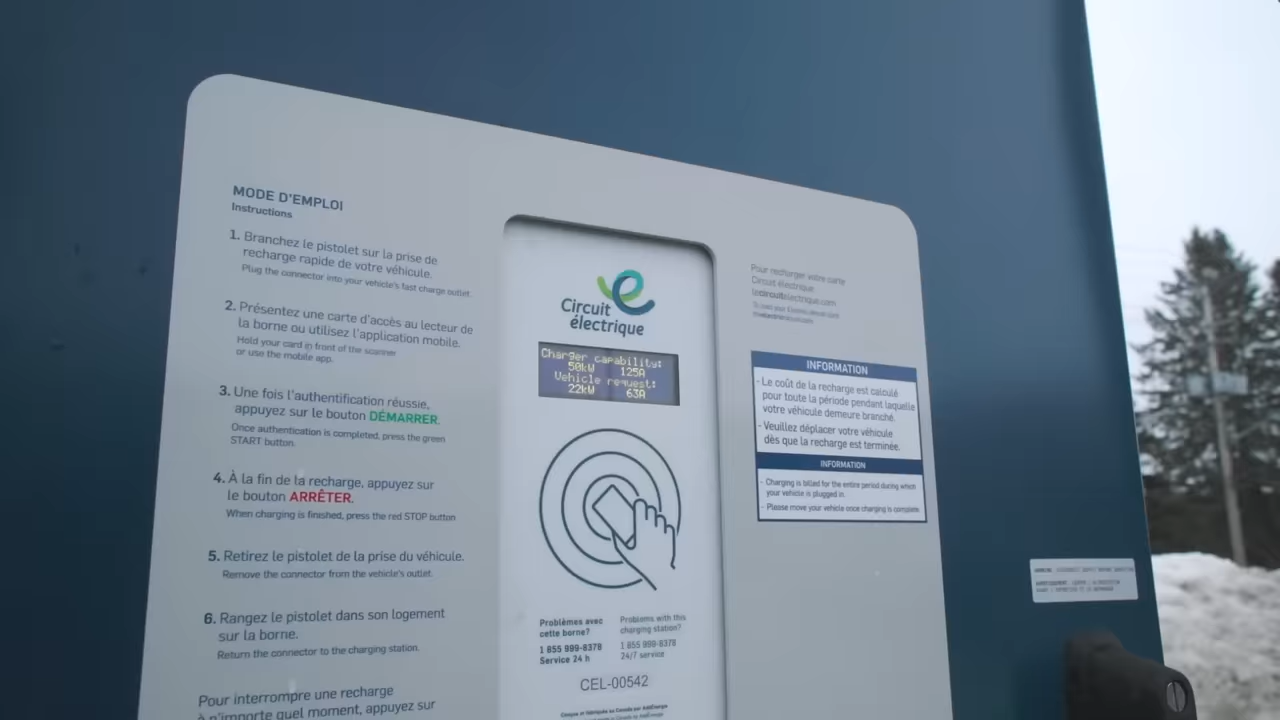 MODE D'EMPLOI
Instructions
1. Branchez le pistolet sur la prise de
recharge rapide de votre véhicule.
Plug the connector into your vehicle's fast charge outlet.
2. Présentez une carte d'accès au lecteur de
la borne ou utilisez l'application mobile.
Hold your card in front of the scanner
or use the mobile app.
3. Une fois l'authentification réussie,
appuyez sur le bouton DÉMARRER.
Once authentication is completed, press the green
START button.
4. À la fin de la recharge, appuyez sur
le bouton ARRÊTER.
When charging is finished, press the red STOP button
5. Retirez le pistolet de la prise du véhicule.
Remove the connector from the vehicle's outlet.
6. Rangez le pistolet dans son logement
sur la borne.
Return the connector to the charging station.
Pour interrompre une recharge
à n'importe quel moment, appuyez sur
Circuit
électrique
Charger capability:
50kW 125A
Vehicle request:
22kW 63A
Problèmes avec
cette borne?
1 855 999-8378
Service 24 h
Problems with this
charging station?
1 855 999-8378
24/7 service
CEL-00542
Pour recharger votre carte
Circuit électrique
lecircuitelectrique.com
INFORMATION
- Le coût de la recharge est calculé
pour toute la période pendant laquelle
votre véhicule demeure branché.
- Veuillez déplacer votre véhicule
dès que la recharge est terminée.
INFORMATION
- Charging is billed for the entire period during which
your vehicle is plugged in.
- Please move your vehicle once charging is complete.